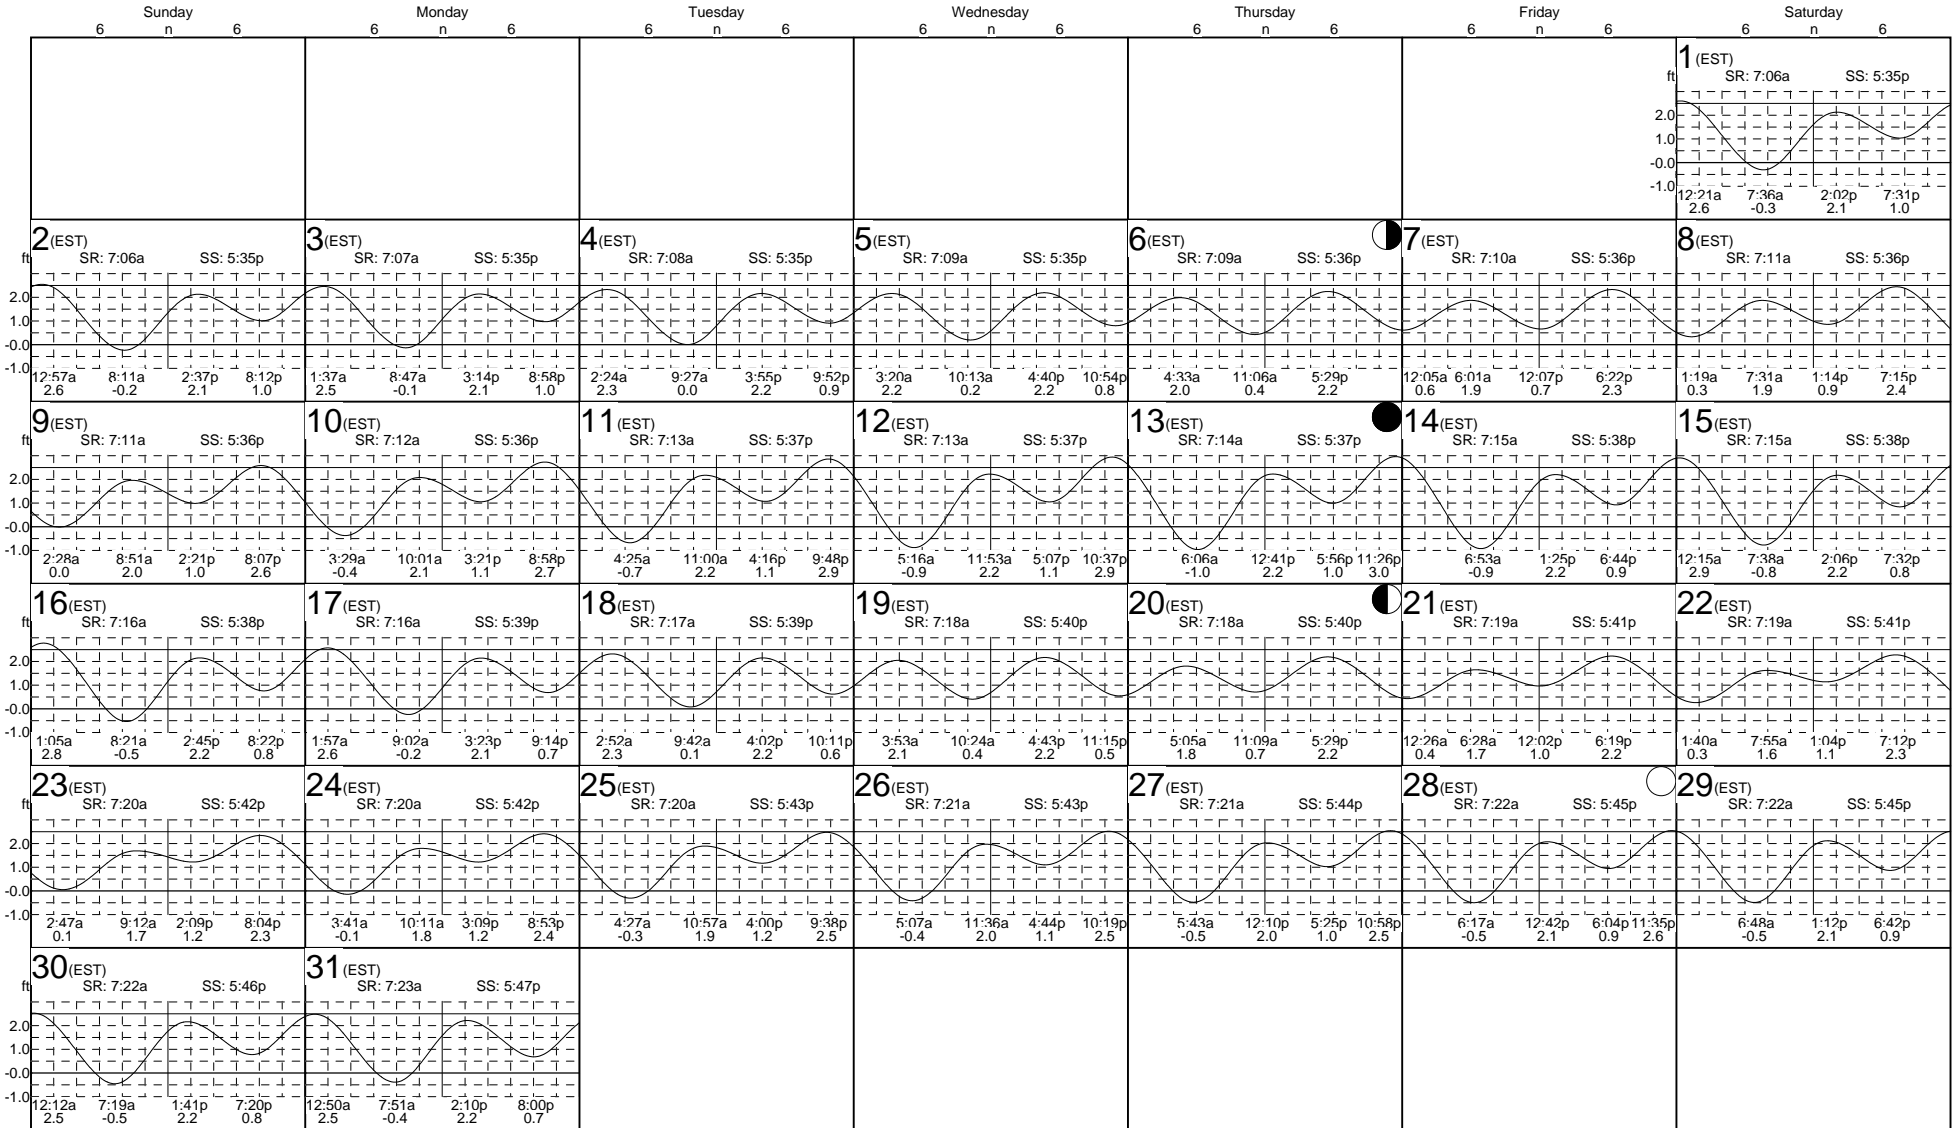 Sunday Monday Tuesday Wednesday Thursday Friday Saturday
6 n 6 6 n 6 6 n 6 6 n 6 6 n 6 6 n 6 6 n 6
1 (EST)
ft SR: 7:06a SS: 5:35p
2.0
1.0
-0.0
-1.0
12:21a 7:36a 2:02p 7:31p
2.6 -0.3 2.1 1.0
2 (EST) 3 (EST) 4 (EST) 5 (EST) 6 (EST) 7 (EST) 8 (EST)
ft SR: 7:06a SS: 5:35p SR: 7:07a SS: 5:35p SR: 7:08a SS: 5:35p SR: 7:09a SS: 5:35p SR: 7:09a SS: 5:36p SR: 7:10a SS: 5:36p SR: 7:11a SS: 5:36p
2.0
1.0
-0.0
-1.0
12:57a 8:11a 2:37p 8:12p 1:37a 8:47a 3:14p 8:58p 2:24a 9:27a 3:55p 9:52p 3:20a 10:13a 4:40p 10:54p 4:33a 11:06a 5:29p 12:05a 6:01a 12:07p 6:22p 1:19a 7:31a 1:14p 7:15p
2.6 -0.2 2.1 1.0 2.5 -0.1 2.1 1.0 2.3 0.0 2.2 0.9 2.2 0.2 2.2 0.8 2.0 0.4 2.2 0.6 1.9 0.7 2.3 0.3 1.9 0.9 2.4
9 (EST) 10 (EST) 11 (EST) 12 (EST) 13 (EST) 14 (EST) 15 (EST)
ft SR: 7:11a SS: 5:36p SR: 7:12a SS: 5:36p SR: 7:13a SS: 5:37p SR: 7:13a SS: 5:37p SR: 7:14a SS: 5:37p SR: 7:15a SS: 5:38p SR: 7:15a SS: 5:38p
2.0
1.0
-0.0
-1.0
2:28a 8:51a 2:21p 8:07p 3:29a 10:01a 3:21p 8:58p 4:25a 11:00a 4:16p 9:48p 5:16a 11:53a 5:07p 10:37p 6:06a 12:41p 5:56p 11:26p 6:53a 1:25p 6:44p 12:15a 7:38a 2:06p 7:32p
0.0 2.0 1.0 2.6 -0.4 2.1 1.1 2.7 -0.7 2.2 1.1 2.9 -0.9 2.2 1.1 2.9 -1.0 2.2 1.0 3.0 -0.9 2.2 0.9 2.9 -0.8 2.2 0.8
16 (EST) 17 (EST) 18 (EST) 19 (EST) 20 (EST) 21 (EST) 22 (EST)
ft SR: 7:16a SS: 5:38p SR: 7:16a SS: 5:39p SR: 7:17a SS: 5:39p SR: 7:18a SS: 5:40p SR: 7:18a SS: 5:40p SR: 7:19a SS: 5:41p SR: 7:19a SS: 5:41p
2.0
1.0
-0.0
-1.0
1:05a 8:21a 2:45p 8:22p 1:57a 9:02a 3:23p 9:14p 2:52a 9:42a 4:02p 10:11p 3:53a 10:24a 4:43p 11:15p 5:05a 11:09a 5:29p 12:26a 6:28a 12:02p 6:19p 1:40a 7:55a 1:04p 7:12p
2.8 -0.5 2.2 0.8 2.6 -0.2 2.1 0.7 2.3 0.1 2.2 0.6 2.1 0.4 2.2 0.5 1.8 0.7 2.2 0.4 1.7 1.0 2.2 0.3 1.6 1.1 2.3
23 (EST) 24 (EST) 25 (EST) 26 (EST) 27 (EST) 28 (EST) 29 (EST)
ft SR: 7:20a SS: 5:42p SR: 7:20a SS: 5:42p SR: 7:20a SS: 5:43p SR: 7:21a SS: 5:43p SR: 7:21a SS: 5:44p SR: 7:22a SS: 5:45p SR: 7:22a SS: 5:45p
2.0
1.0
-0.0
-1.0
2:47a 9:12a 2:09p 8:04p 3:41a 10:11a 3:09p 8:53p 4:27a 10:57a 4:00p 9:38p 5:07a 11:36a 4:44p 10:19p 5:43a 12:10p 5:25p 10:58p 6:17a 12:42p 6:04p 11:35p 6:48a 1:12p 6:42p
0.1 1.7 1.2 2.3 -0.1 1.8 1.2 2.4 -0.3 1.9 1.2 2.5 -0.4 2.0 1.1 2.5 -0.5 2.0 1.0 2.5 -0.5 2.1 0.9 2.6 -0.5 2.1 0.9
30 (EST) 31 (EST)
ft SR: 7:22a SS: 5:46p SR: 7:23a SS: 5:47p
2.0
1.0
-0.0
-1.0
12:12a 7:19a 1:41p 7:20p 12:50a 7:51a 2:10p 8:00p
2.5 -0.5 2.2 0.8 2.5 -0.4 2.2 0.7